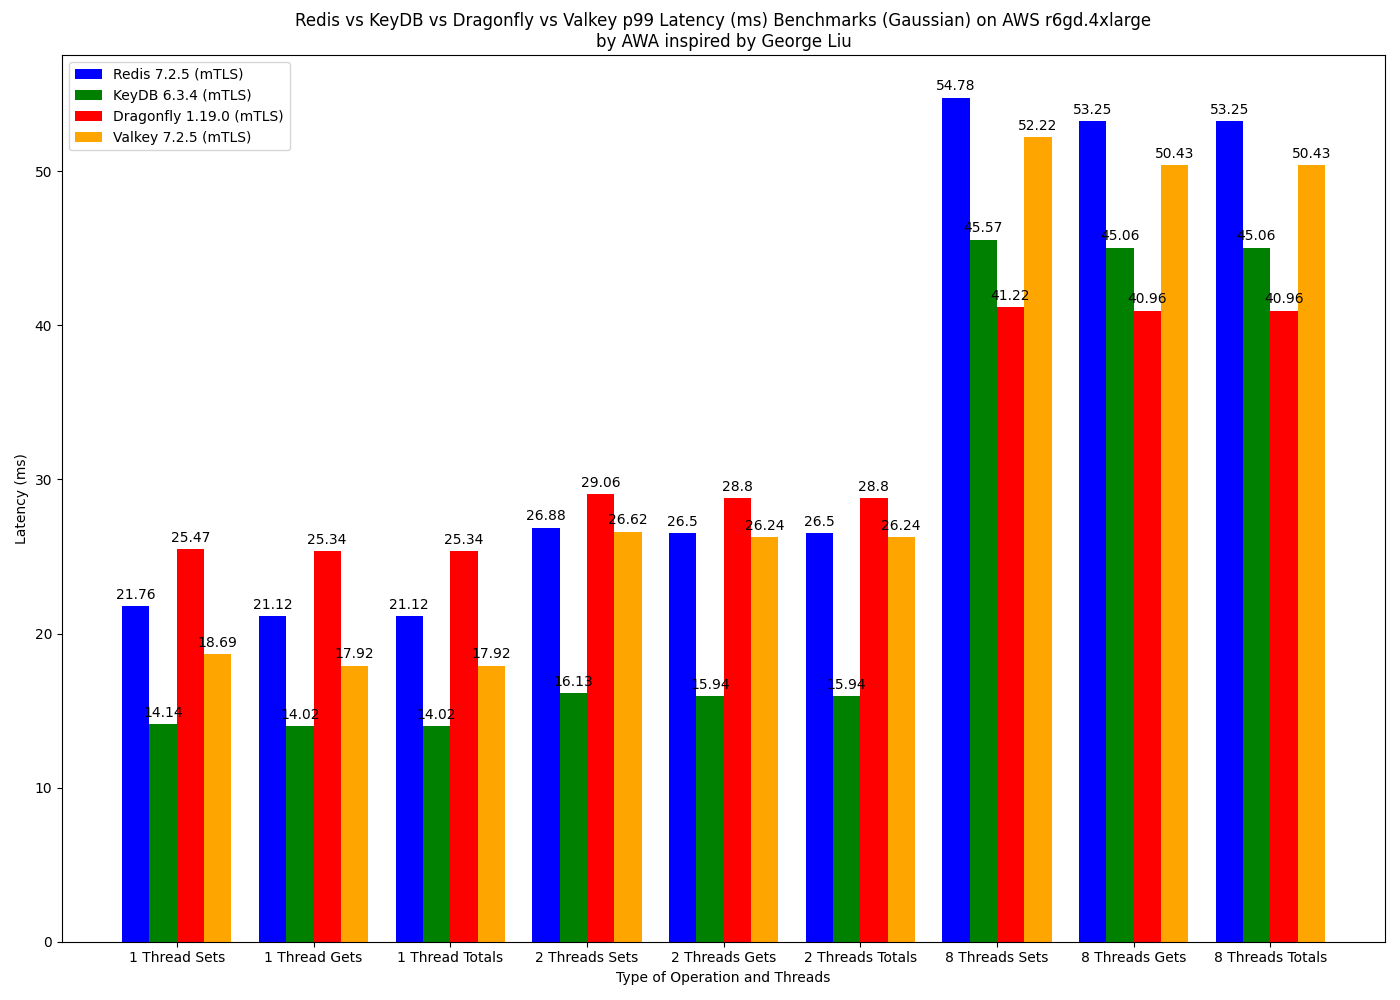 Redis vs KeyDB vs Dragonfly vs Valkey p99 Latency (ms) Benchmarks (Gaussian) on AWS r6gd.4xlarge
by AWA inspired by George Liu
Redis 7.2.5 (mTLS)
KeyDB 6.3.4 (mTLS)
Dragonfly 1.19.0 (mTLS)
Valkey 7.2.5 (mTLS)
Latency (ms)
50
40
30
20
10
0
21.76
14.14
25.47
18.69
21.12
14.02
25.34
17.92
21.12
14.02
25.34
17.92
26.88
16.13
29.06
26.62
26.5
15.94
28.8
26.24
26.5
15.94
28.8
26.24
54.78
45.57
41.22
52.22
53.25
45.06
40.96
50.43
53.25
45.06
40.96
50.43
1 Thread Sets
1 Thread Gets
1 Thread Totals
2 Threads Sets
2 Threads Gets
2 Threads Totals
8 Threads Sets
8 Threads Gets
8 Threads Totals
Type of Operation and Threads